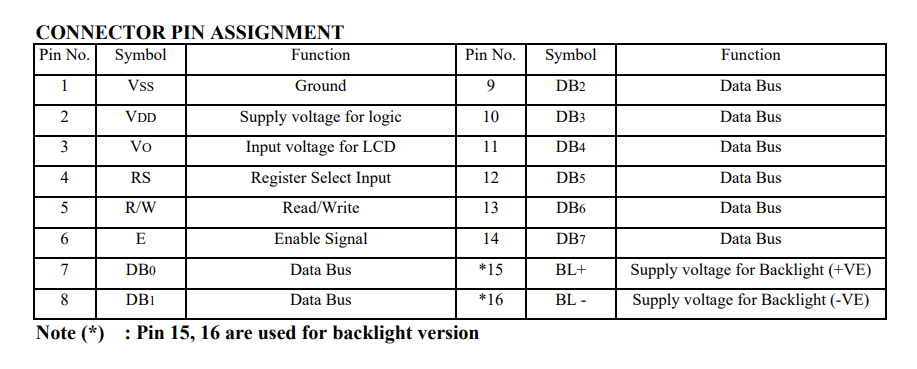 CONNECTOR PIN ASSIGNMENT
Pin No. Symbol Function Pin No. Symbol Function
1 VSS Ground 9 DB2 Data Bus
2 VDD Supply voltage for logic 10 DB3 Data Bus
3 VO Input voltage for LCD 11 DB4 Data Bus
4 RS Register Select Input 12 DB5 Data Bus
5 R/W Read/Write 13 DB6 Data Bus
6 E Enable Signal 14 DB7 Data Bus
7 DB0 Data Bus *15 BL+ Supply voltage for Backlight (+VE)
8 DB1 Data Bus *16 BL - Supply voltage for Backlight (-VE)
Note (*) : Pin 15, 16 are used for backlight version